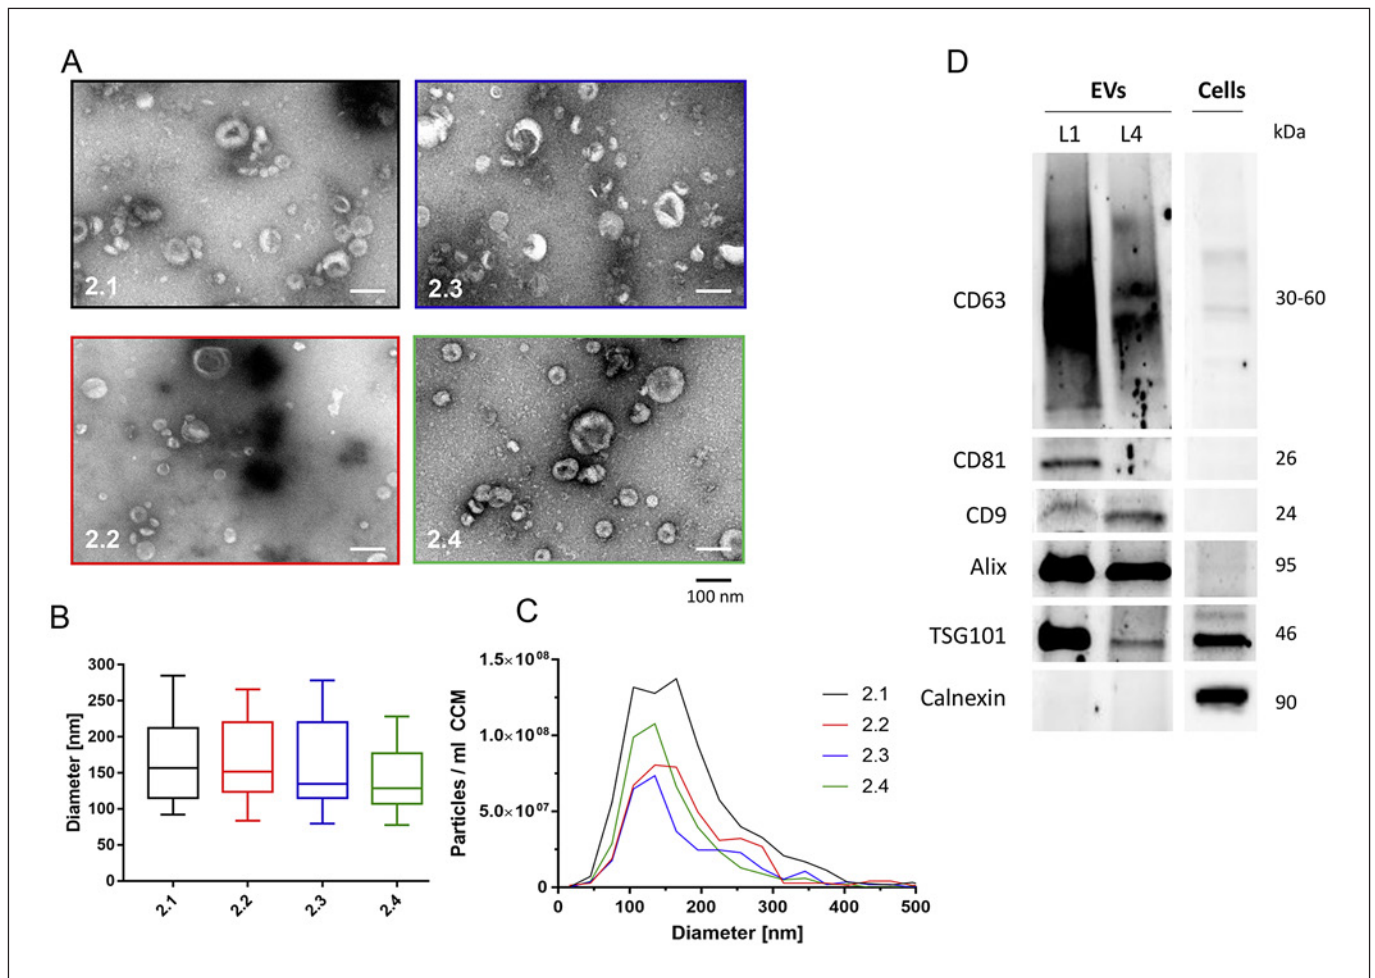 A
2.1
2.3
2.2
2.4
100 nm
B
Diameter [nm]
300
250
200
150
100
50
0
2.1
2.2
2.3
2.4
C
Particles / ml CCM
1.5×10⁰⁸
1.0×10⁰⁸
5.0×10⁰⁷
0
0 100 200 300 400 500
Diameter [nm]
2.1
2.2
2.3
2.4
D
EVs Cells
L1 L4 kDa
CD63 30-60
CD81 26
CD9 24
Alix 95
TSG101 46
Calnexin 90